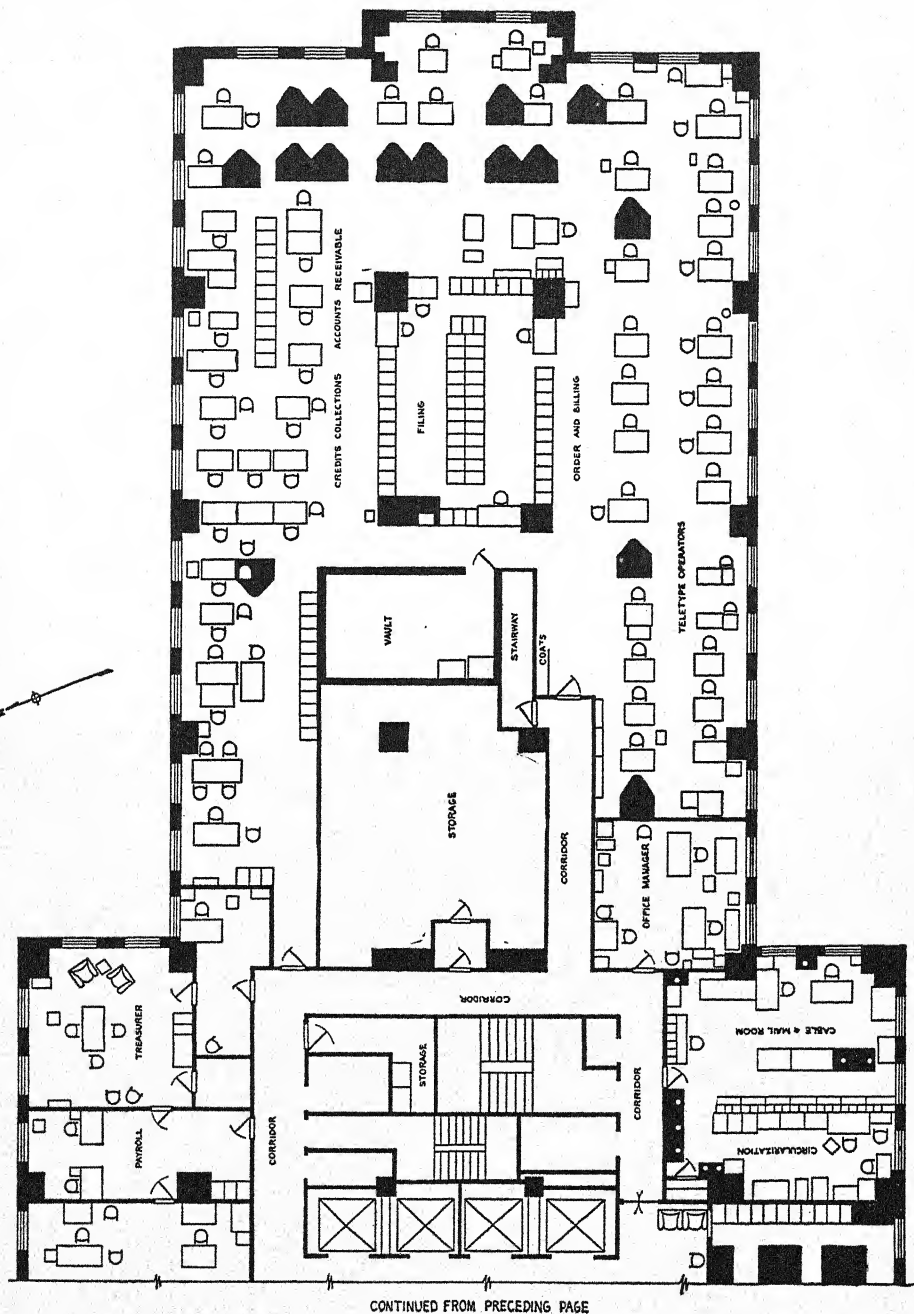 ACCOUNTS RECEIVABLE
CREDITS COLLECTIONS
FILING
ORDER AND BILLING
TELETYPE OPERATORS
VAULT
STAIRWAY
COATS
STORAGE
CORRIDOR
OFFICE MANAGER
CORRIDOR
TREASURER
STORAGE
CORRIDOR
CABLE & MAIL ROOM
PAYROLL
CORRIDOR
CIRCULARIZATION
CONTINUED FROM PRECEDING PAGE